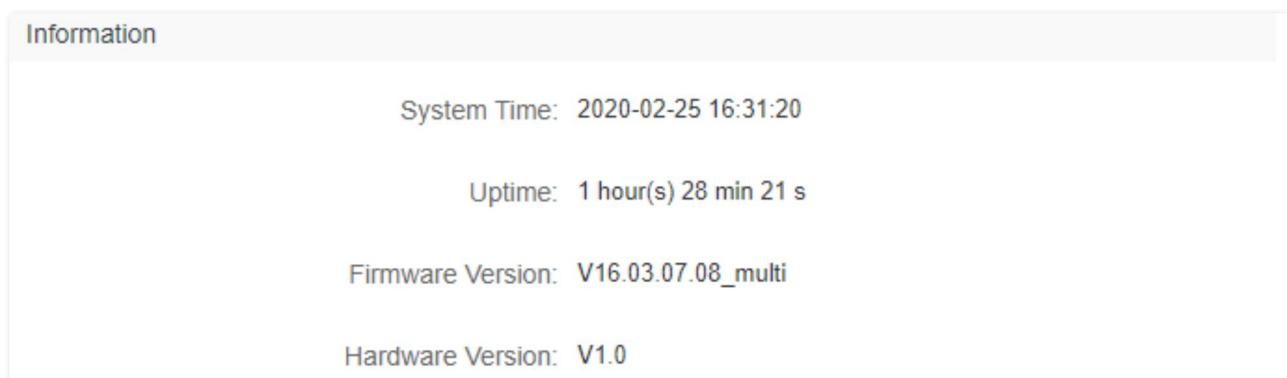 Information
System Time: 2020-02-25 16:31:20
Uptime: 1 hour(s) 28 min 21 s
Firmware Version: V16.03.07.08_multi
Hardware Version: V1.0